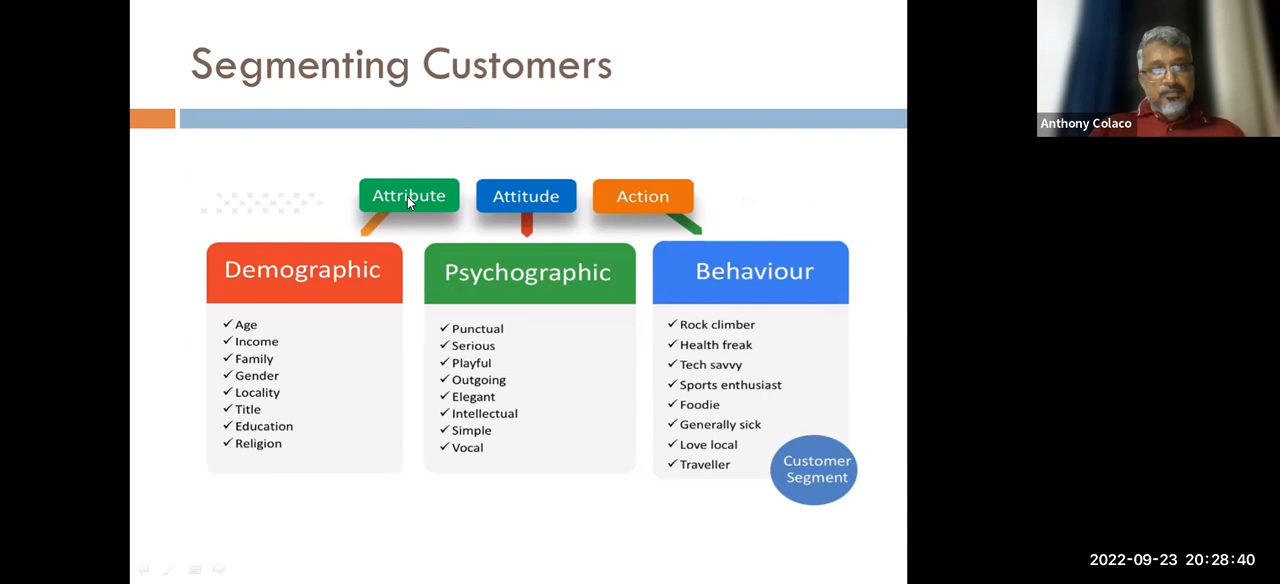 Segmenting Customers
Anthony Colaco
Attribute
Attitude
Action
Demographic
Age
Income
Family
Gender
Locality
Title
Education
Religion
Psychographic
Punctual
Serious
Playful
Outgoing
Elegant
Intellectual
Simple
Vocal
Behaviour
Rock climber
Health freak
Tech savvy
Sports enthusiast
Foodie
Generally sick
Love local
Traveller
Customer
Segment
2022-09-23 20:28:40